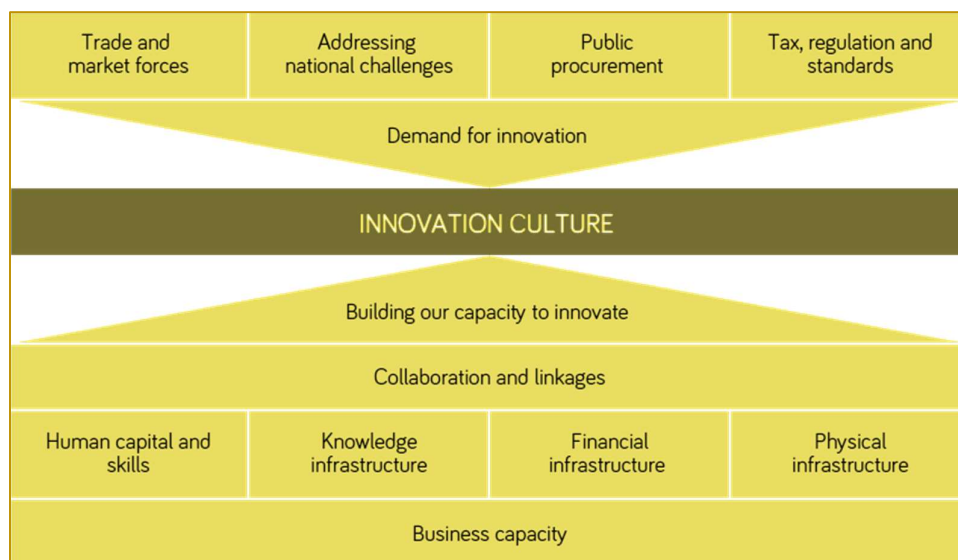 Trade and
market forces
Addressing
national challenges
Public
procurement
Tax, regulation and
standards
Demand for innovation
INNOVATION CULTURE
Building our capacity to innovate
Collaboration and linkages
Human capital and
skills
Knowledge
infrastructure
Financial
infrastructure
Physical
infrastructure
Business capacity